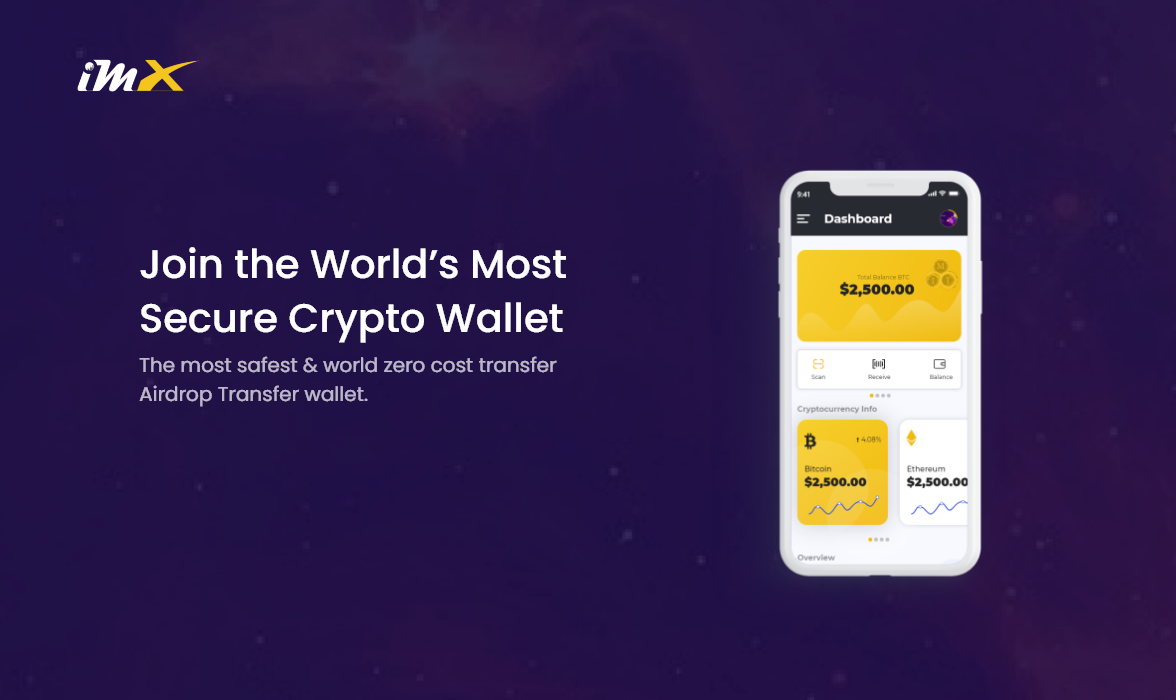 iMX
Join the World’s Most
Secure Crypto Wallet
The most safest & world zero cost transfer
Airdrop Transfer wallet.
9:41
Dashboard
Total Balance BTC
$2,500.00
Scan
Receive
Balance
Cryptocurrency Info
4.08%
Bitcoin
$2,500.00
Ethereum
$2,500.00
Overview